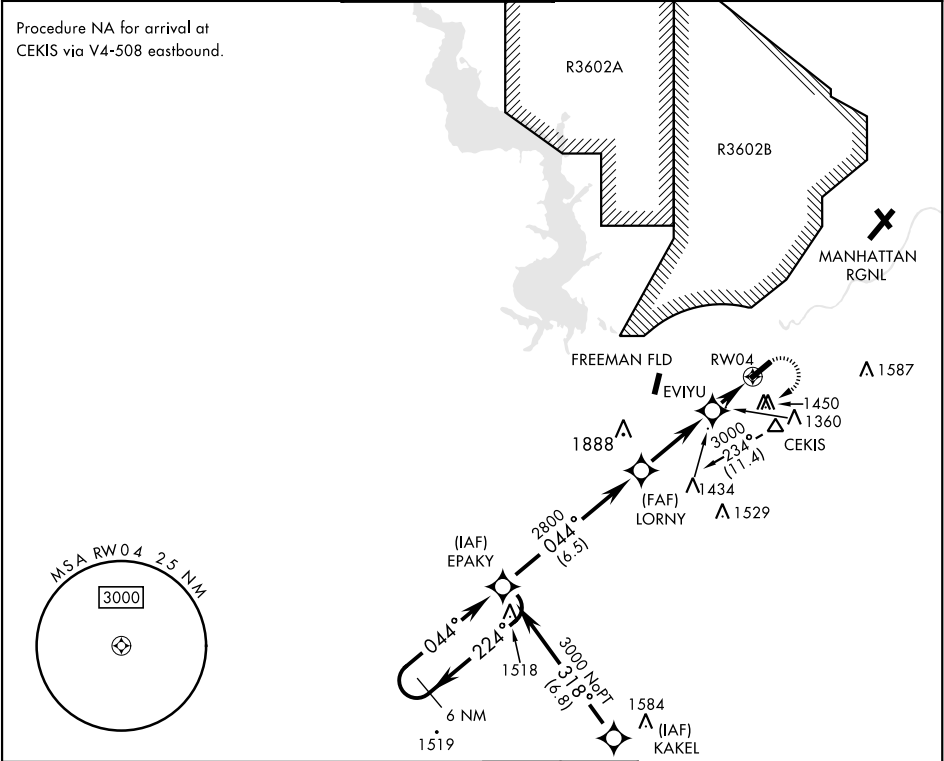 Procedure NA for arrival at
CEKIS via V4-508 eastbound.
R3602A
R3602B
MANHATTAN
RGNL
FREEMAN FLD
RW04
EVIYU
1587
1450
1360
CEKIS
3000
234°
(11.4)
1888
1434
(FAF)
LORNY
1529
2800
044°
(6.5)
(IAF)
EPAKY
MSA RW04 25 NM
3000
044°
224°
1518
3000 NoPT
318°
(6.8)
6 NM
1519
1584
(IAF)
KAKEL